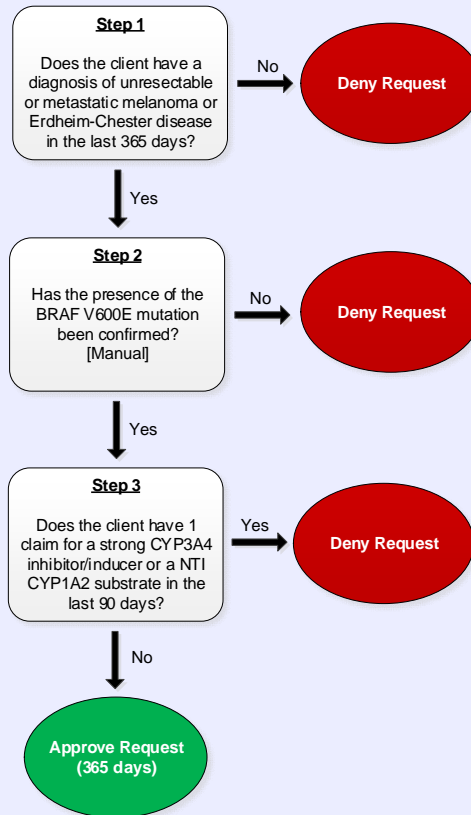 Step 1
Does the client have a
diagnosis of unresectable
or metastatic melanoma or
Erdheim-Chester disease
in the last 365 days?
No
Deny Request
Yes
Step 2
Has the presence of the
BRAF V600E mutation
been confirmed?
[Manual]
No
Deny Request
Yes
Step 3
Does the client have 1
claim for a strong CYP3A4
inhibitor/inducer or a NTI
CYP1A2 substrate in the
last 90 days?
Yes
Deny Request
No
Approve Request
(365 days)